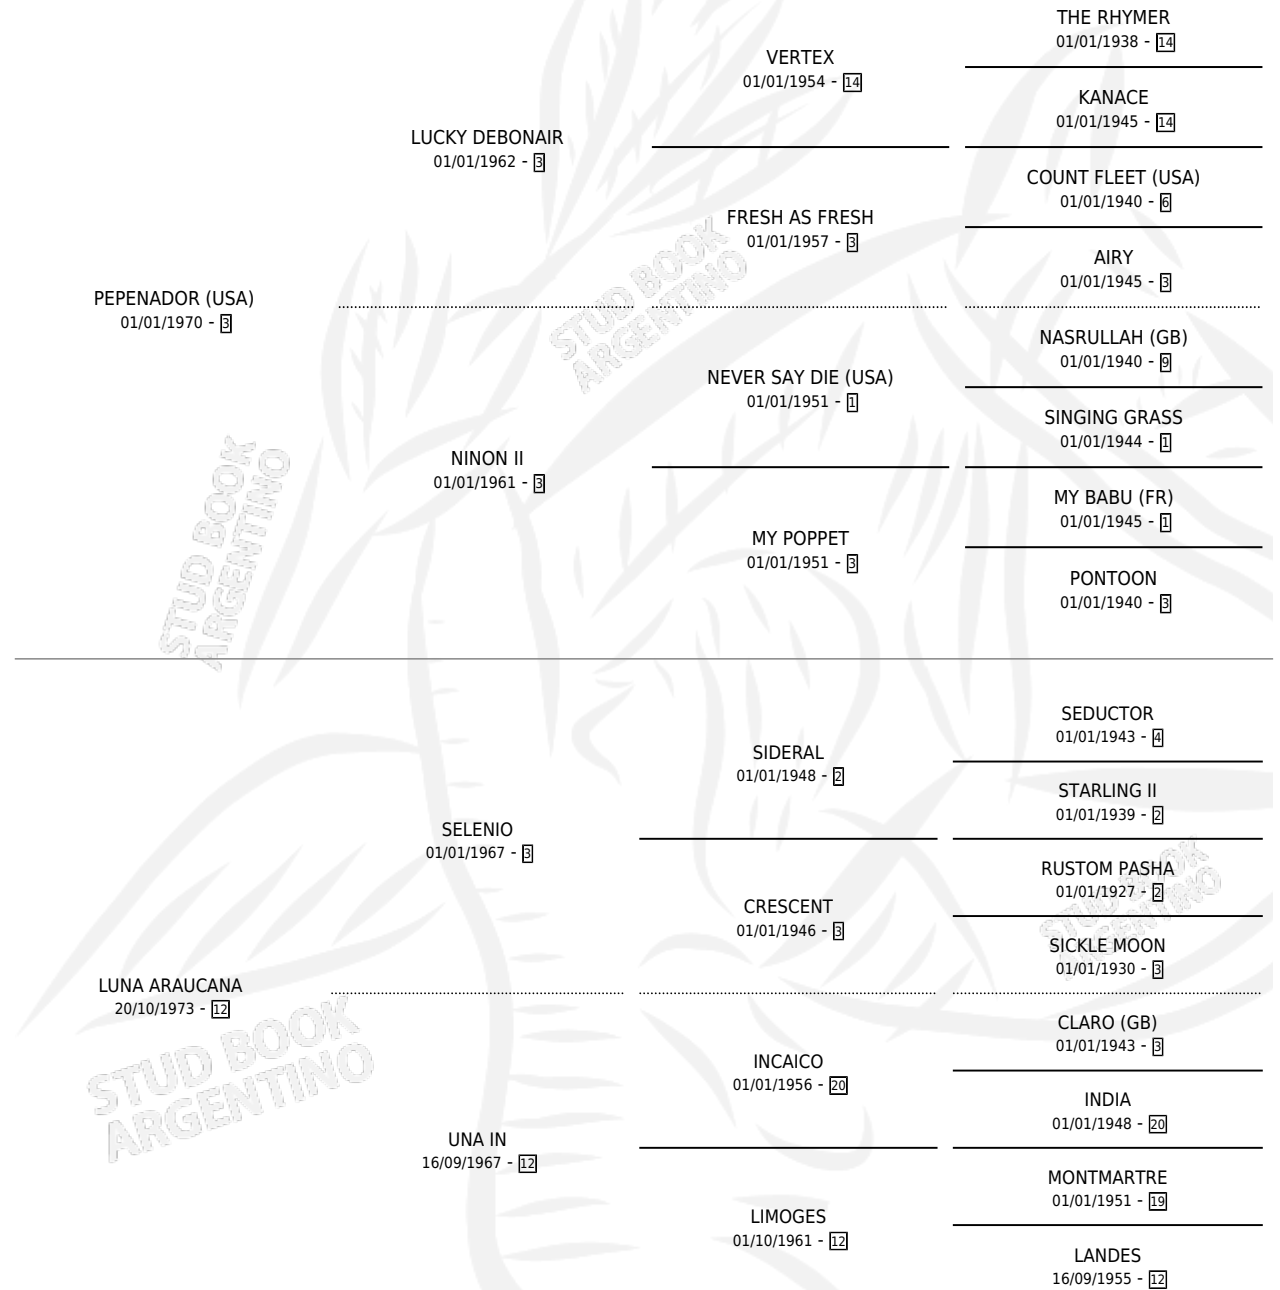 THE RHYMER
01/01/1938 - 14
VERTEX
01/01/1954 - 14
KANACE
01/01/1945 - 14
LUCKY DEBONAIR
01/01/1962 - 3
COUNT FLEET (USA)
01/01/1940 - 6
FRESH AS FRESH
01/01/1957 - 3
AIRY
01/01/1945 - 3
PEPENADOR (USA)
01/01/1970 - 3
STUD BOOK
ARGENTINO
NASRULLAH (GB)
01/01/1940 - 9
NEVER SAY DIE (USA)
01/01/1951 - 1
SINGING GRASS
01/01/1944 - 1
NINON II
01/01/1961 - 3
MY BABU (FR)
01/01/1945 - 1
MY POPPET
01/01/1951 - 3
PONTOON
01/01/1940 - 3
STUD BOOK
ARGENTINO
SEDUCTOR
01/01/1943 - 4
SIDERAL
01/01/1948 - 2
STARLING II
01/01/1939 - 2
SELENIO
01/01/1967 - 3
RUSTOM PASHA
01/01/1927 - 2
CRESCENT
01/01/1946 - 3
STUD BOOK
ARGENTINO
SICKLE MOON
01/01/1930 - 3
LUNA ARAUCANA
20/10/1973 - 12
CLARO (GB)
01/01/1943 - 3
STUD BOOK
ARGENTINO
INCAICO
01/01/1956 - 20
INDIA
01/01/1948 - 20
UNA IN
16/09/1967 - 12
MONTMARTRE
01/01/1951 - 19
LIMOGES
01/10/1961 - 12
LANDES
16/09/1955 - 12